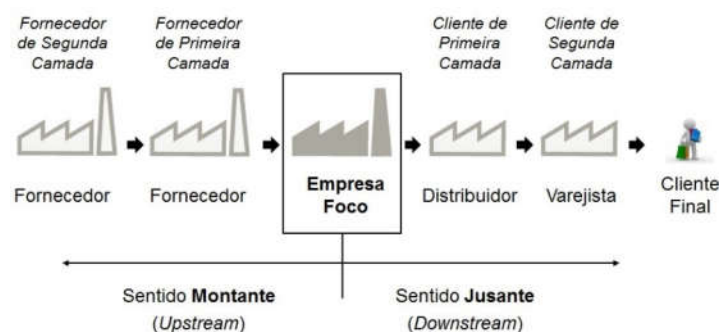 Fornecedor
de Segunda
Camada
Fornecedor
de Primeira
Camada
Cliente de
Primeira
Camada
Cliente de
Segunda
Camada
Fornecedor
Fornecedor
Empresa
Foco
Distribuidor
Varejista
Cliente
Final
Sentido Montante
(Upstream)
Sentido Jusante
(Downstream)